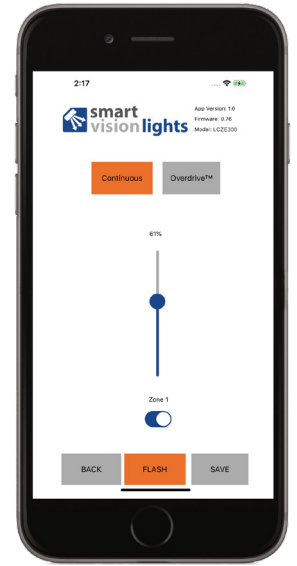 2:17
smart
vision lights
App Version: 1.0
Firmware: 0.76
Model: LCZE300
Continuous
Overdrive™
61%
Zone 1
BACK
FLASH
SAVE